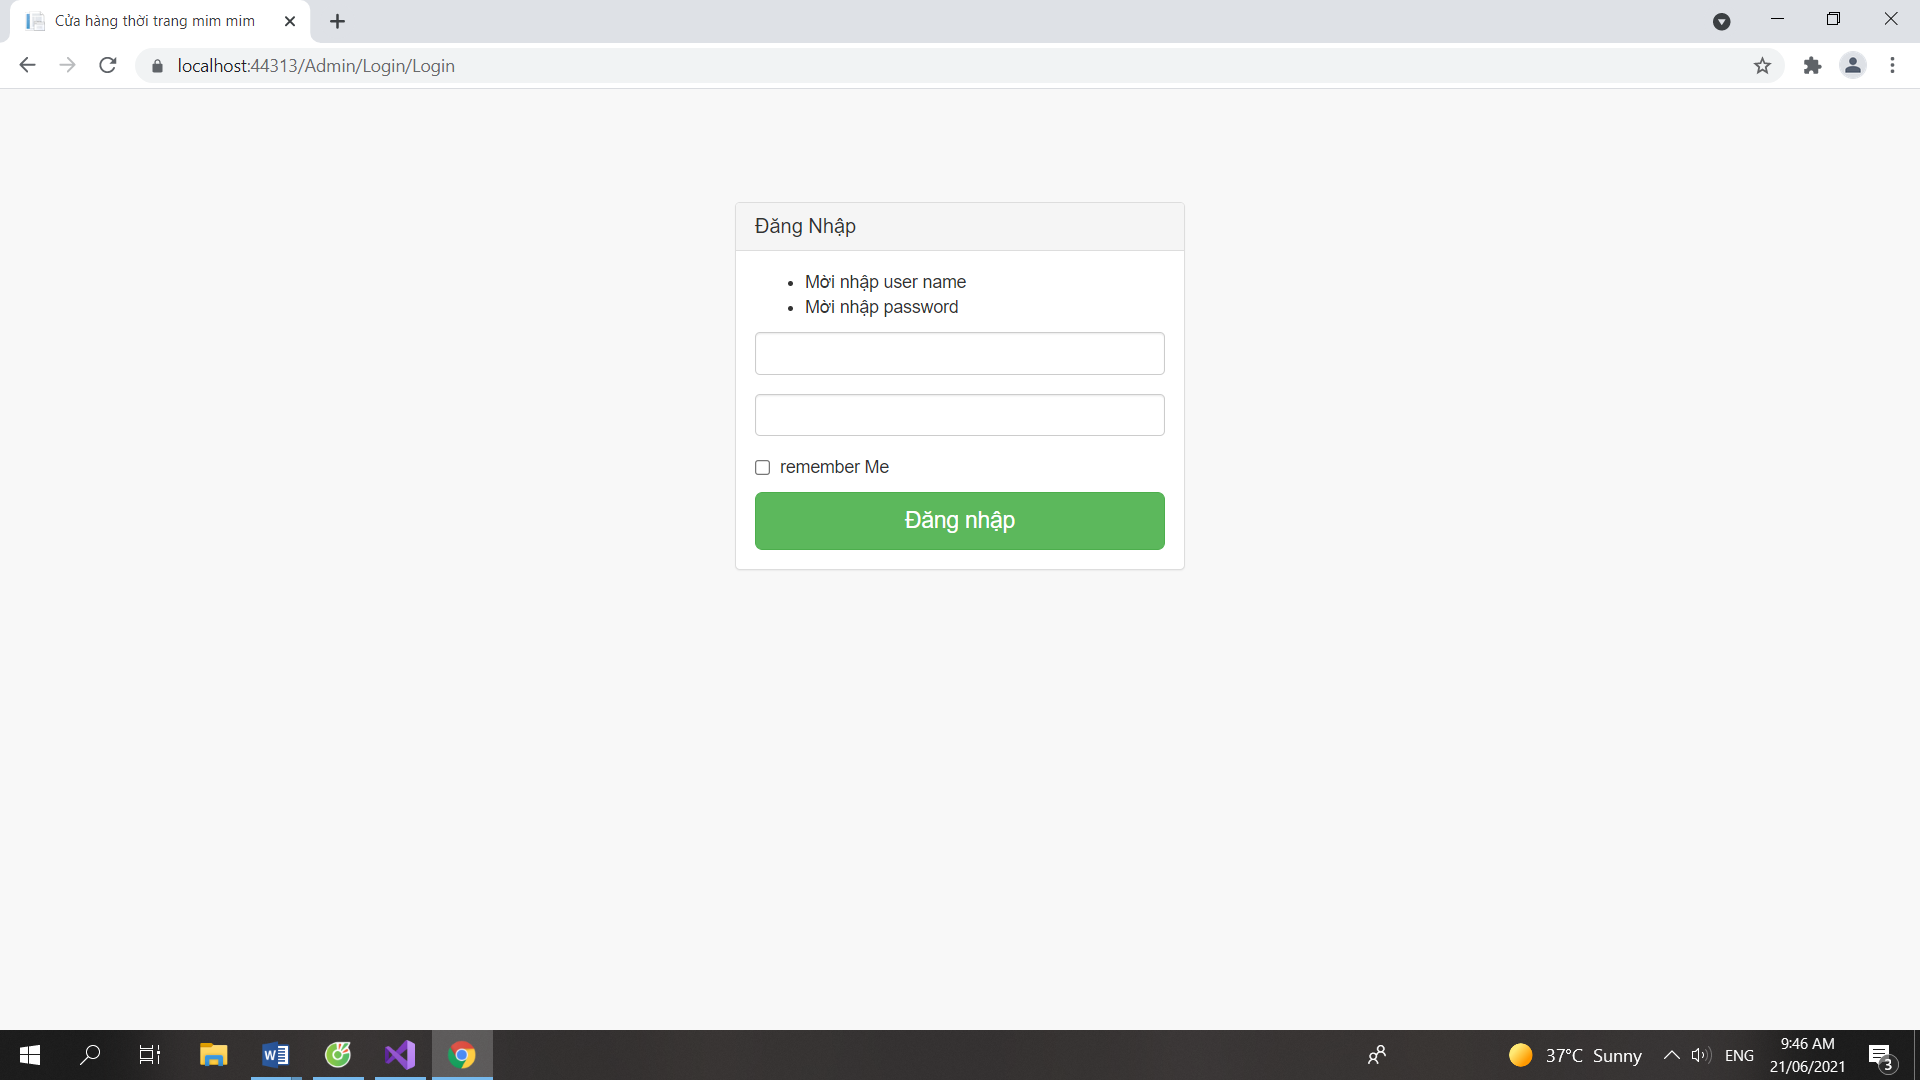 Cửa hàng thời trang mim mim
localhost:44313/Admin/Login/Login
Đăng Nhập
Mời nhập user name
Mời nhập password
remember Me
Đăng nhập
37°C Sunny
ENG
9:46 AM
21/06/2021
3